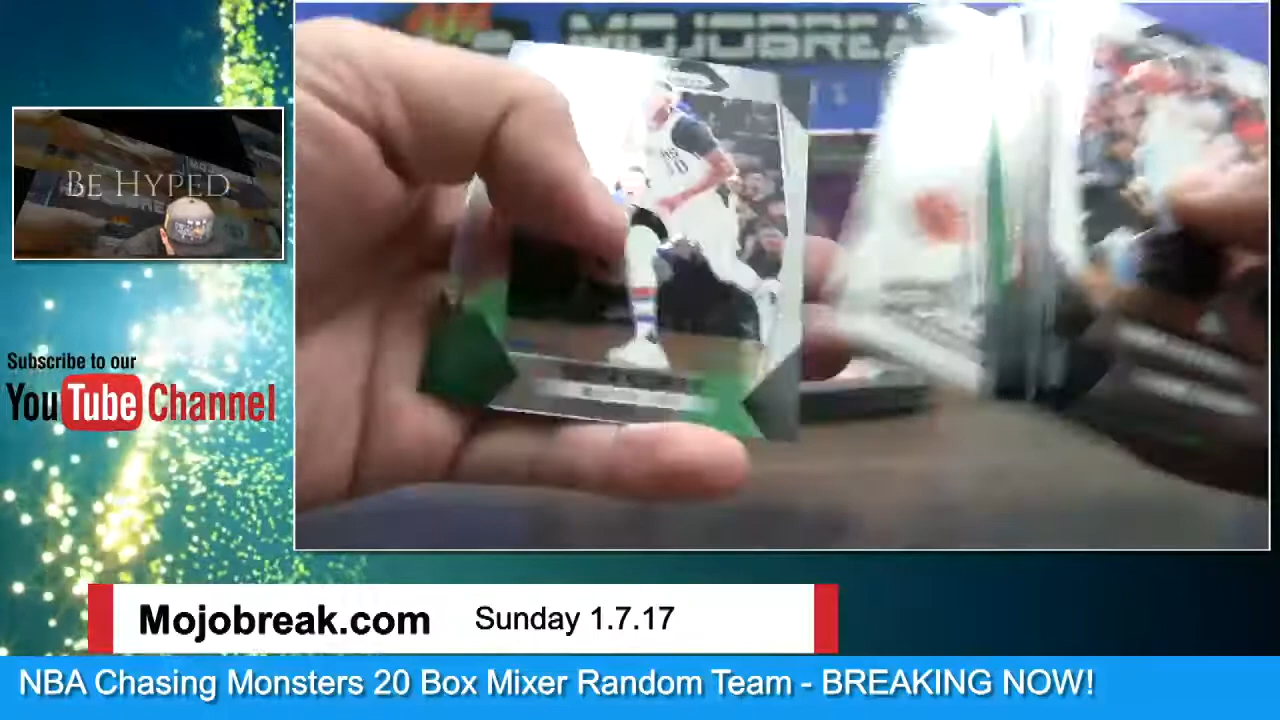 MOJOBREA
BE HYPED
Subscribe to our
YouTube Channel
Mojobreak.com
Sunday 1.7.17
NBA Chasing Monsters 20 Box Mixer Random Team - BREAKING NOW!